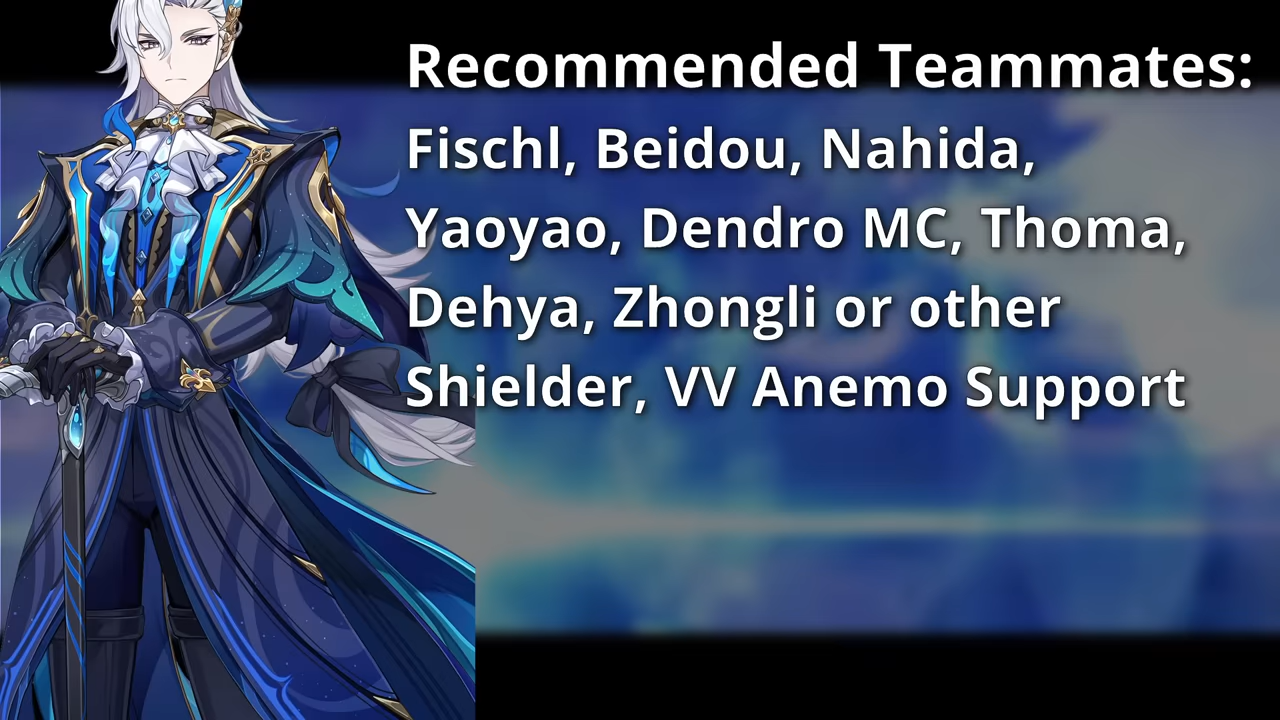 Recommended Teammates:
Fischl, Beidou, Nahida,
Yaoyao, Dendro MC, Thoma,
Dehya, Zhongli or other
Shielder, VV Anemo Support